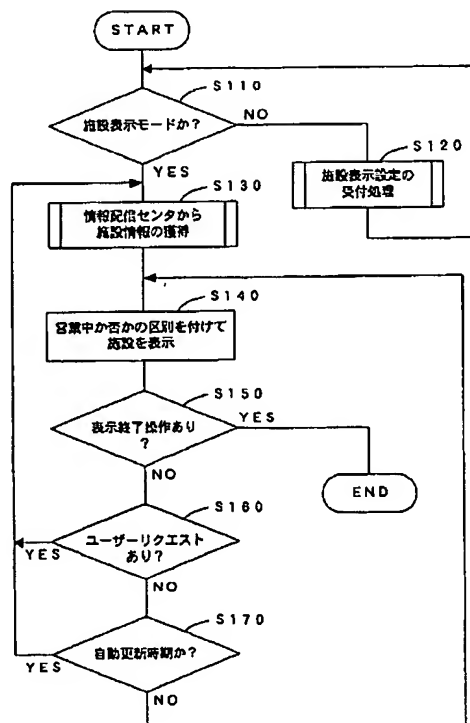 START
S110
施設表示モードか?
NO
S120
施設表示設定の
受付処理
YES
S130
情報配信センタから
施設情報の獲得
S140
営業中か否かの区別を付けて
施設を表示
S150
表示終了操作あり
?
YES
NO
END
S160
ユーザーリクエスト
あり?
YES
NO
S170
自動更新時期か?
YES
NO